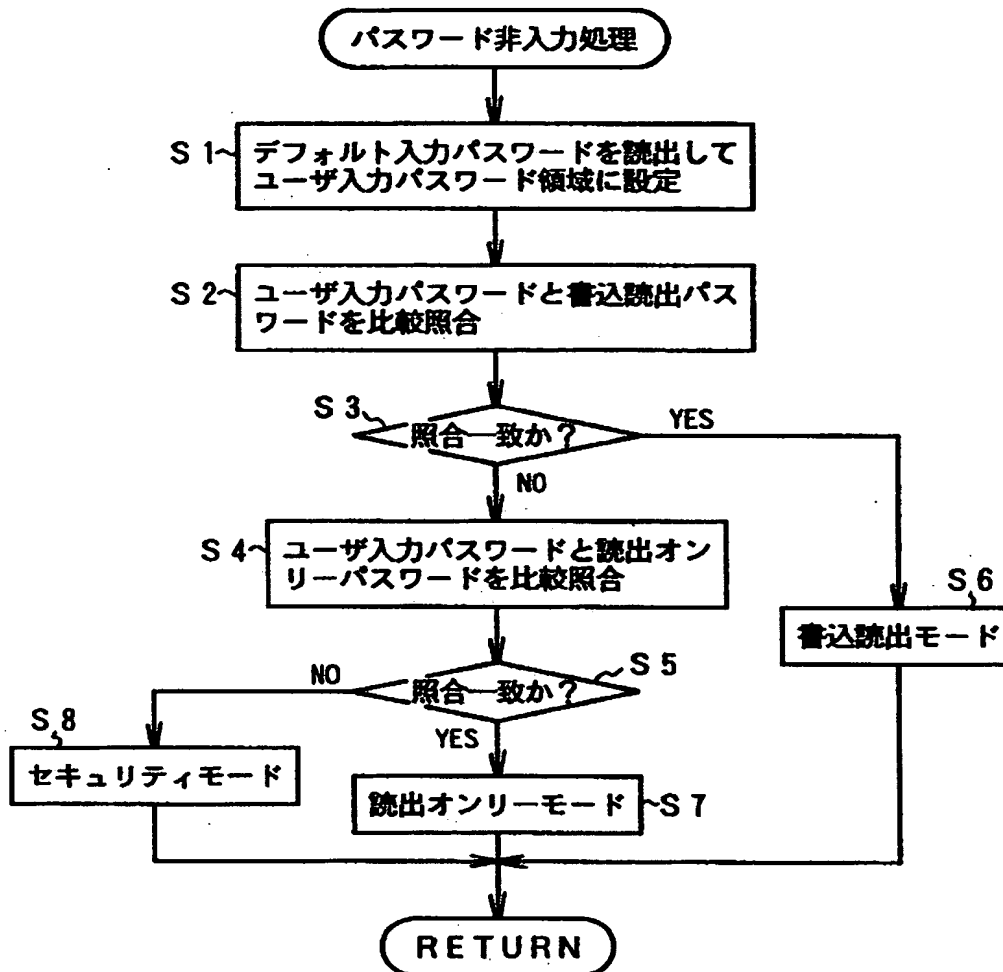 パスワード非入力処理
S1
デフォルト入力パスワードを読出して
ユーザ入力パスワード領域に設定
S2
ユーザ入力パスワードと書込読出パス
ワードを比較照合
S3
照合一致か?
YES
NO
S4
ユーザ入力パスワードと読出オン
リーパスワードを比較照合
S6
書込読出モード
S5
照合一致か?
NO
YES
S8
セキュリティモード
読出オンリーモード
S7
RETURN